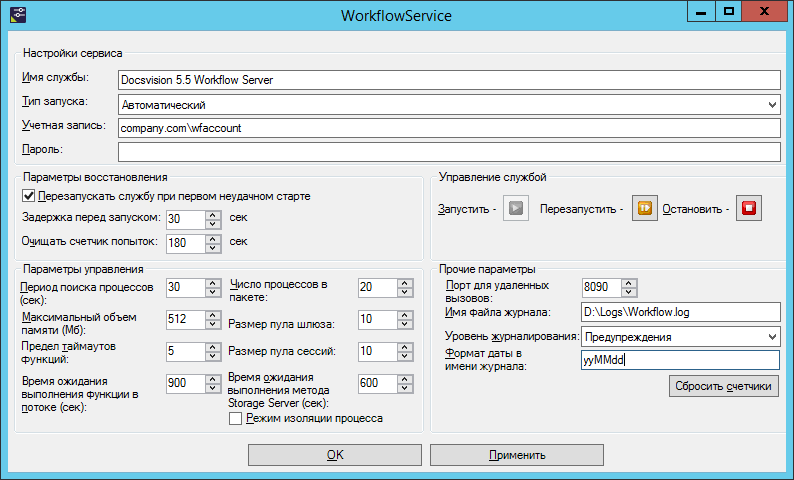 WorkflowService
Настройки сервиса
Имя службы:
Docsvision 5.5 Workflow Server
Тип запуска:
Автоматический
Учетная запись:
company.com\wfaccount
Пароль:
Параметры восстановления
Перезапускать службу при первом неудачном старте
Задержка перед запуском: 30 сек
Очищать счетчик попыток: 180 сек
Управление службой
Запустить - Перезапустить - Остановить -
Параметры управления
Период поиска процессов
(сек):
30
Число процессов в
пакете:
20
Максимальный объем
памяти (Мб):
512
Размер пула шлюза:
10
Предел таймаутов
функций:
5
Размер пула сессий:
10
Время ожидания
выполнения функции в
потоке (сек):
900
Время ожидания
выполнения метода
Storage Server (сек):
600
Режим изоляции процесса
Прочие параметры
Порт для удаленных
вызовов:
8090
Имя файла журнала:
D:\Logs\Workflow.log
Уровень журналирования:
Предупреждения
Формат даты в
имени журнала:
yyMMdd
Сбросить счетчики
OK
Применить